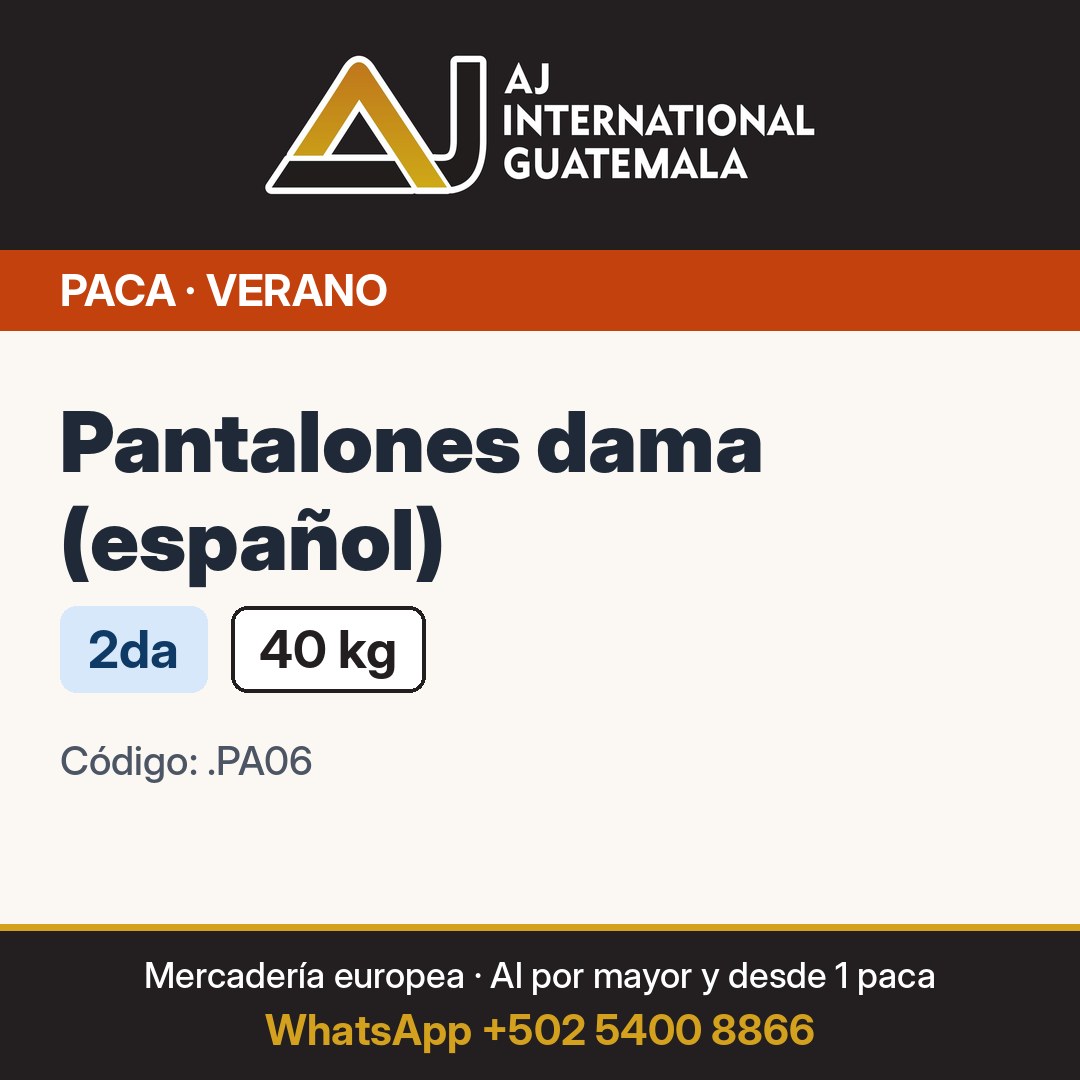 AJ
AJ
INTERNATIONAL
GUATEMALA
PACA · VERANO
Pantalones dama
(español)
2da
40 kg
Código: .PA06
Mercadería europea · Al por mayor y desde 1 paca
WhatsApp +502 5400 8866